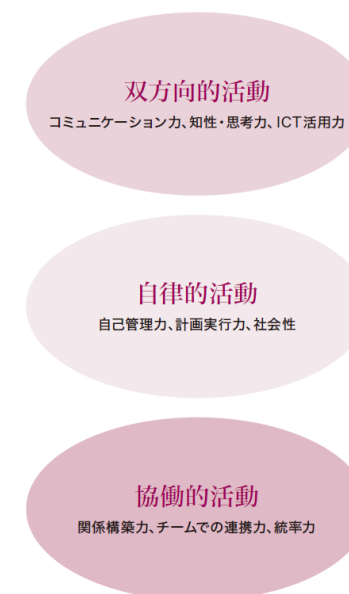 双方向的活動
コミュニケーション力、知性・思考力、ICT活用力
自律的活動
自己管理力、計画実行力、社会性
協働的活動
関係構築力、チームでの連携力、統率力